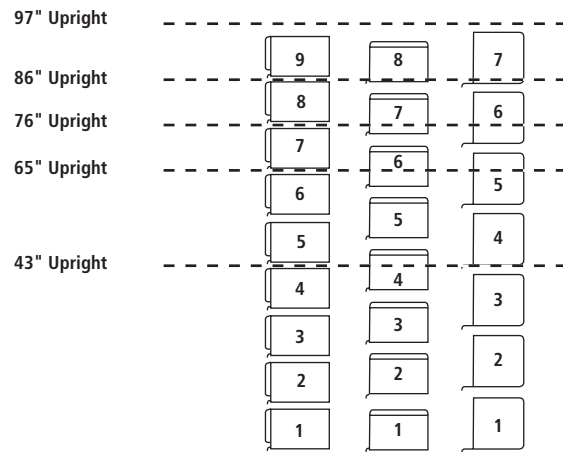 97" Upright
9 8 7
86" Upright
8 7 6
76" Upright
7 6 5
65" Upright
6 5 4
5
43" Upright
4 4 3
3 3 2
2 2
1 1 1